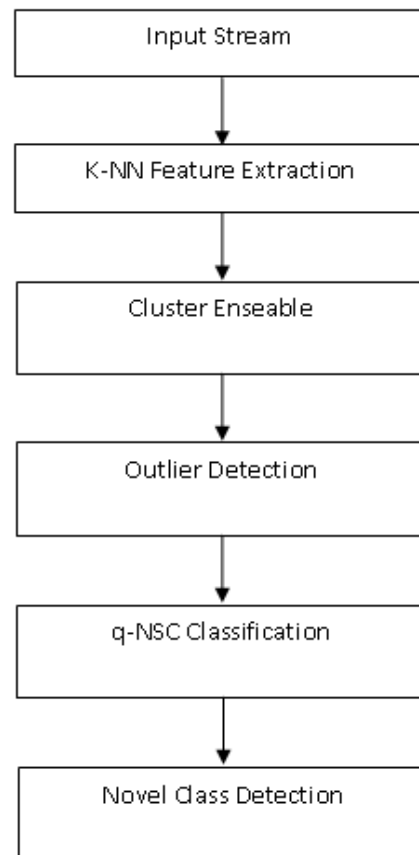 Input Stream
K-NN Feature Extraction
Cluster Enseable
Outlier Detection
q-NSC Classification
Novel Class Detection